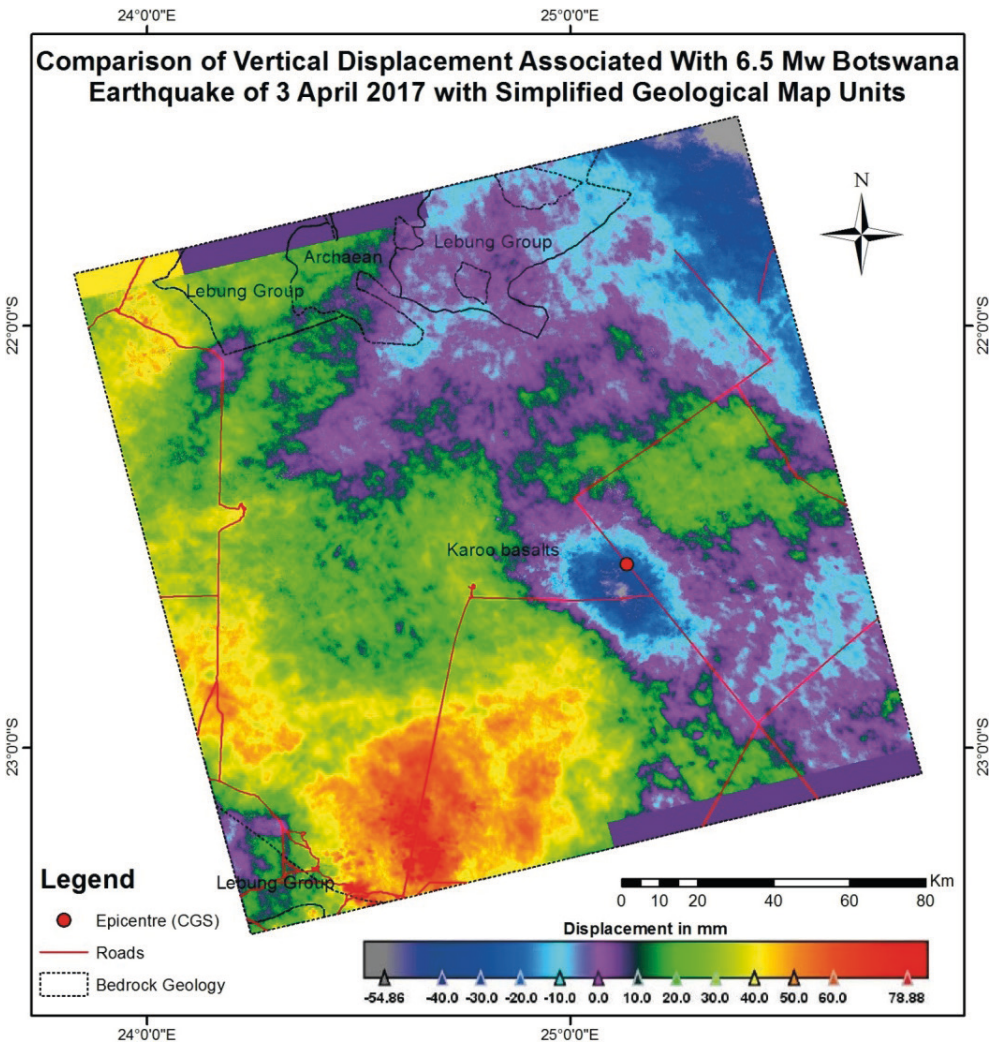 24°0'0"E
25°0'0"E
Comparison of Vertical Displacement Associated With 6.5 Mw Botswana
Earthquake of 3 April 2017 with Simplified Geological Map Units
N
Lebung Group
Archaean
Lebung Group
22°0'0"S
22°0'0"S
Karoo basalts
23°0'0"S
23°0'0"S
Lebung Group
Legend
Epicentre (CGS)
Roads
Bedrock Geology
Km
0 10 20 40 60 80
Displacement in mm
-54.86 -40.0 -30.0 -20.0 -10.0 0.0 10.0 20.0 30.0 40.0 50.0 60.0 78.88
24°0'0"E
25°0'0"E